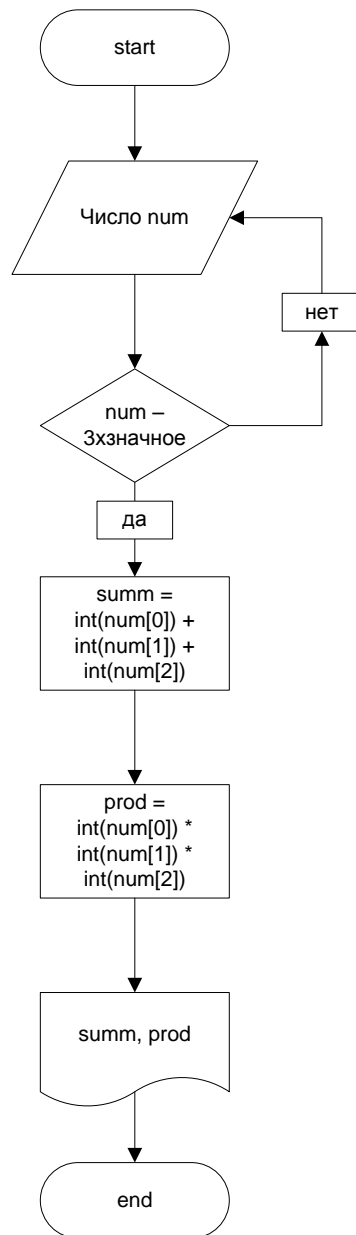 start
Число num
нет
num –
3хзначное
да
summ =
int(num[0]) +
int(num[1]) +
int(num[2])
prod =
int(num[0]) *
int(num[1]) *
int(num[2])
summ, prod
end